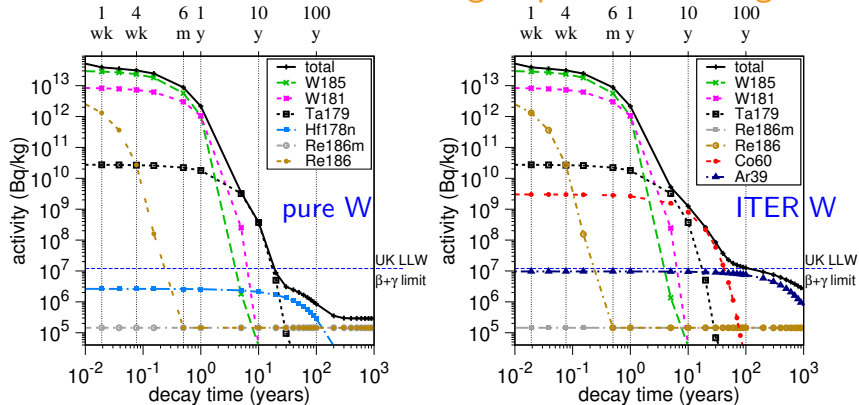 1 4 6 1 10 100
wk wk m y y y
activity (Bq/kg)
10^13
10^12
10^11
10^10
10^9
10^8
10^7
10^6
10^5
total
W185
W181
Ta179
Hf178n
Re186m
Re186
pure W
UK LLW
β+γ limit
10^-2 10^-1 10^0 10^1 10^2 10^3
decay time (years)
1 4 6 1 10 100
wk wk m y y y
activity (Bq/kg)
10^13
10^12
10^11
10^10
10^9
10^8
10^7
10^6
10^5
total
W185
W181
Ta179
Re186m
Re186
Co60
Ar39
ITER W
UK LLW
β+γ limit
10^-2 10^-1 10^0 10^1 10^2 10^3
decay time (years)